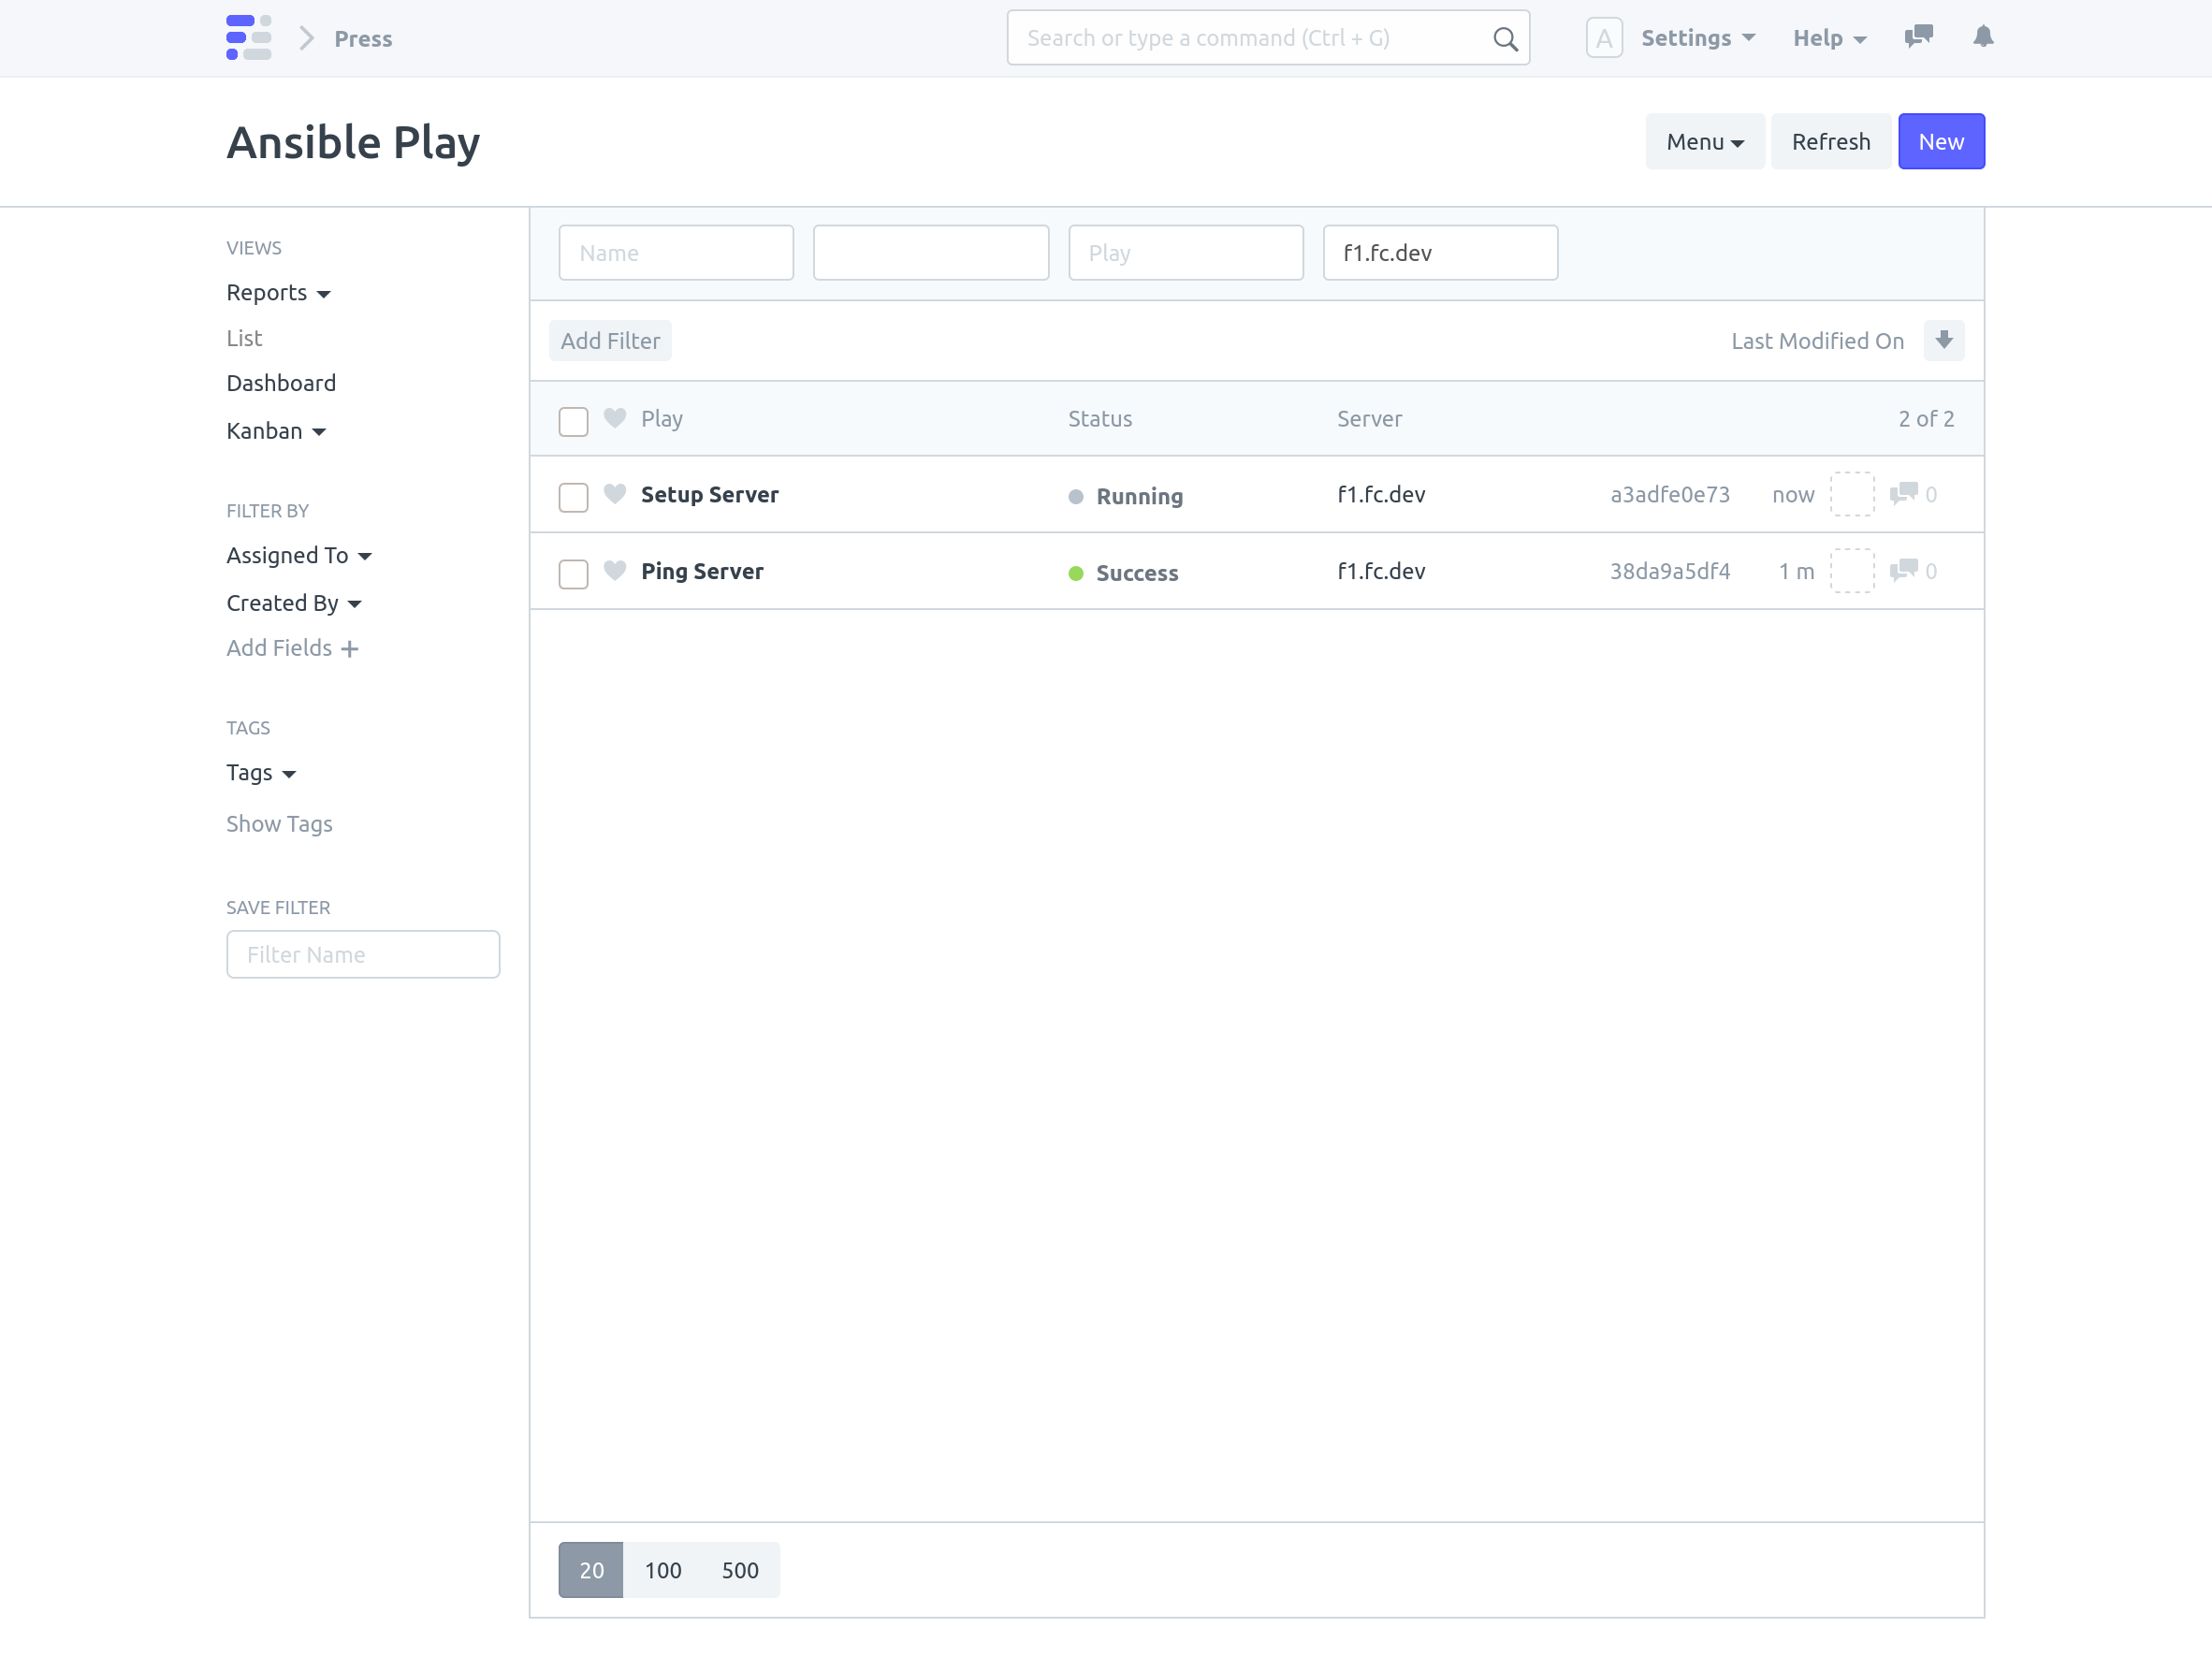 Press
Search or type a command (Ctrl + G)
A
Settings
Help
Ansible Play
Menu
Refresh
New
VIEWS
Reports
List
Dashboard
Kanban
FILTER BY
Assigned To
Created By
Add Fields
TAGS
Tags
Show Tags
SAVE FILTER
Filter Name
Name
Play
f1.fc.dev
Add Filter
Last Modified On
Play Status Server 2 of 2
Setup Server Running f1.fc.dev a3adfe0e73 now 0
Ping Server Success f1.fc.dev 38da9a5df4 1 m 0
20 100 500